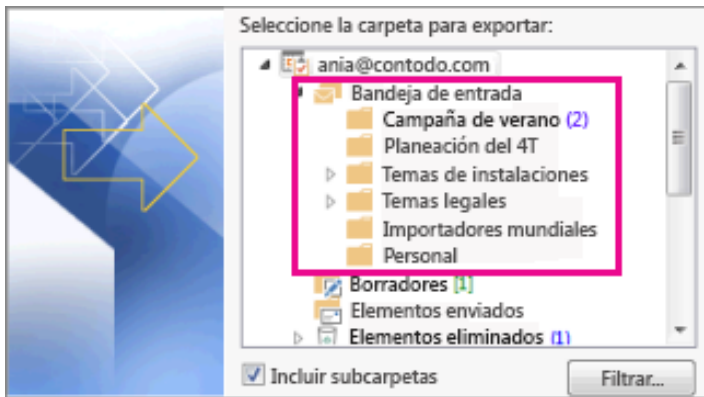 Seleccione la carpeta para exportar:
ania@contodo.com
Bandeja de entrada
Campaña de verano (2)
Planeación del 4T
Temas de instalaciones
Temas legales
Importadores mundiales
Personal
Borradores [1]
Elementos enviados
Elementos eliminados (1)
Incluir subcarpetas
Filtrar...